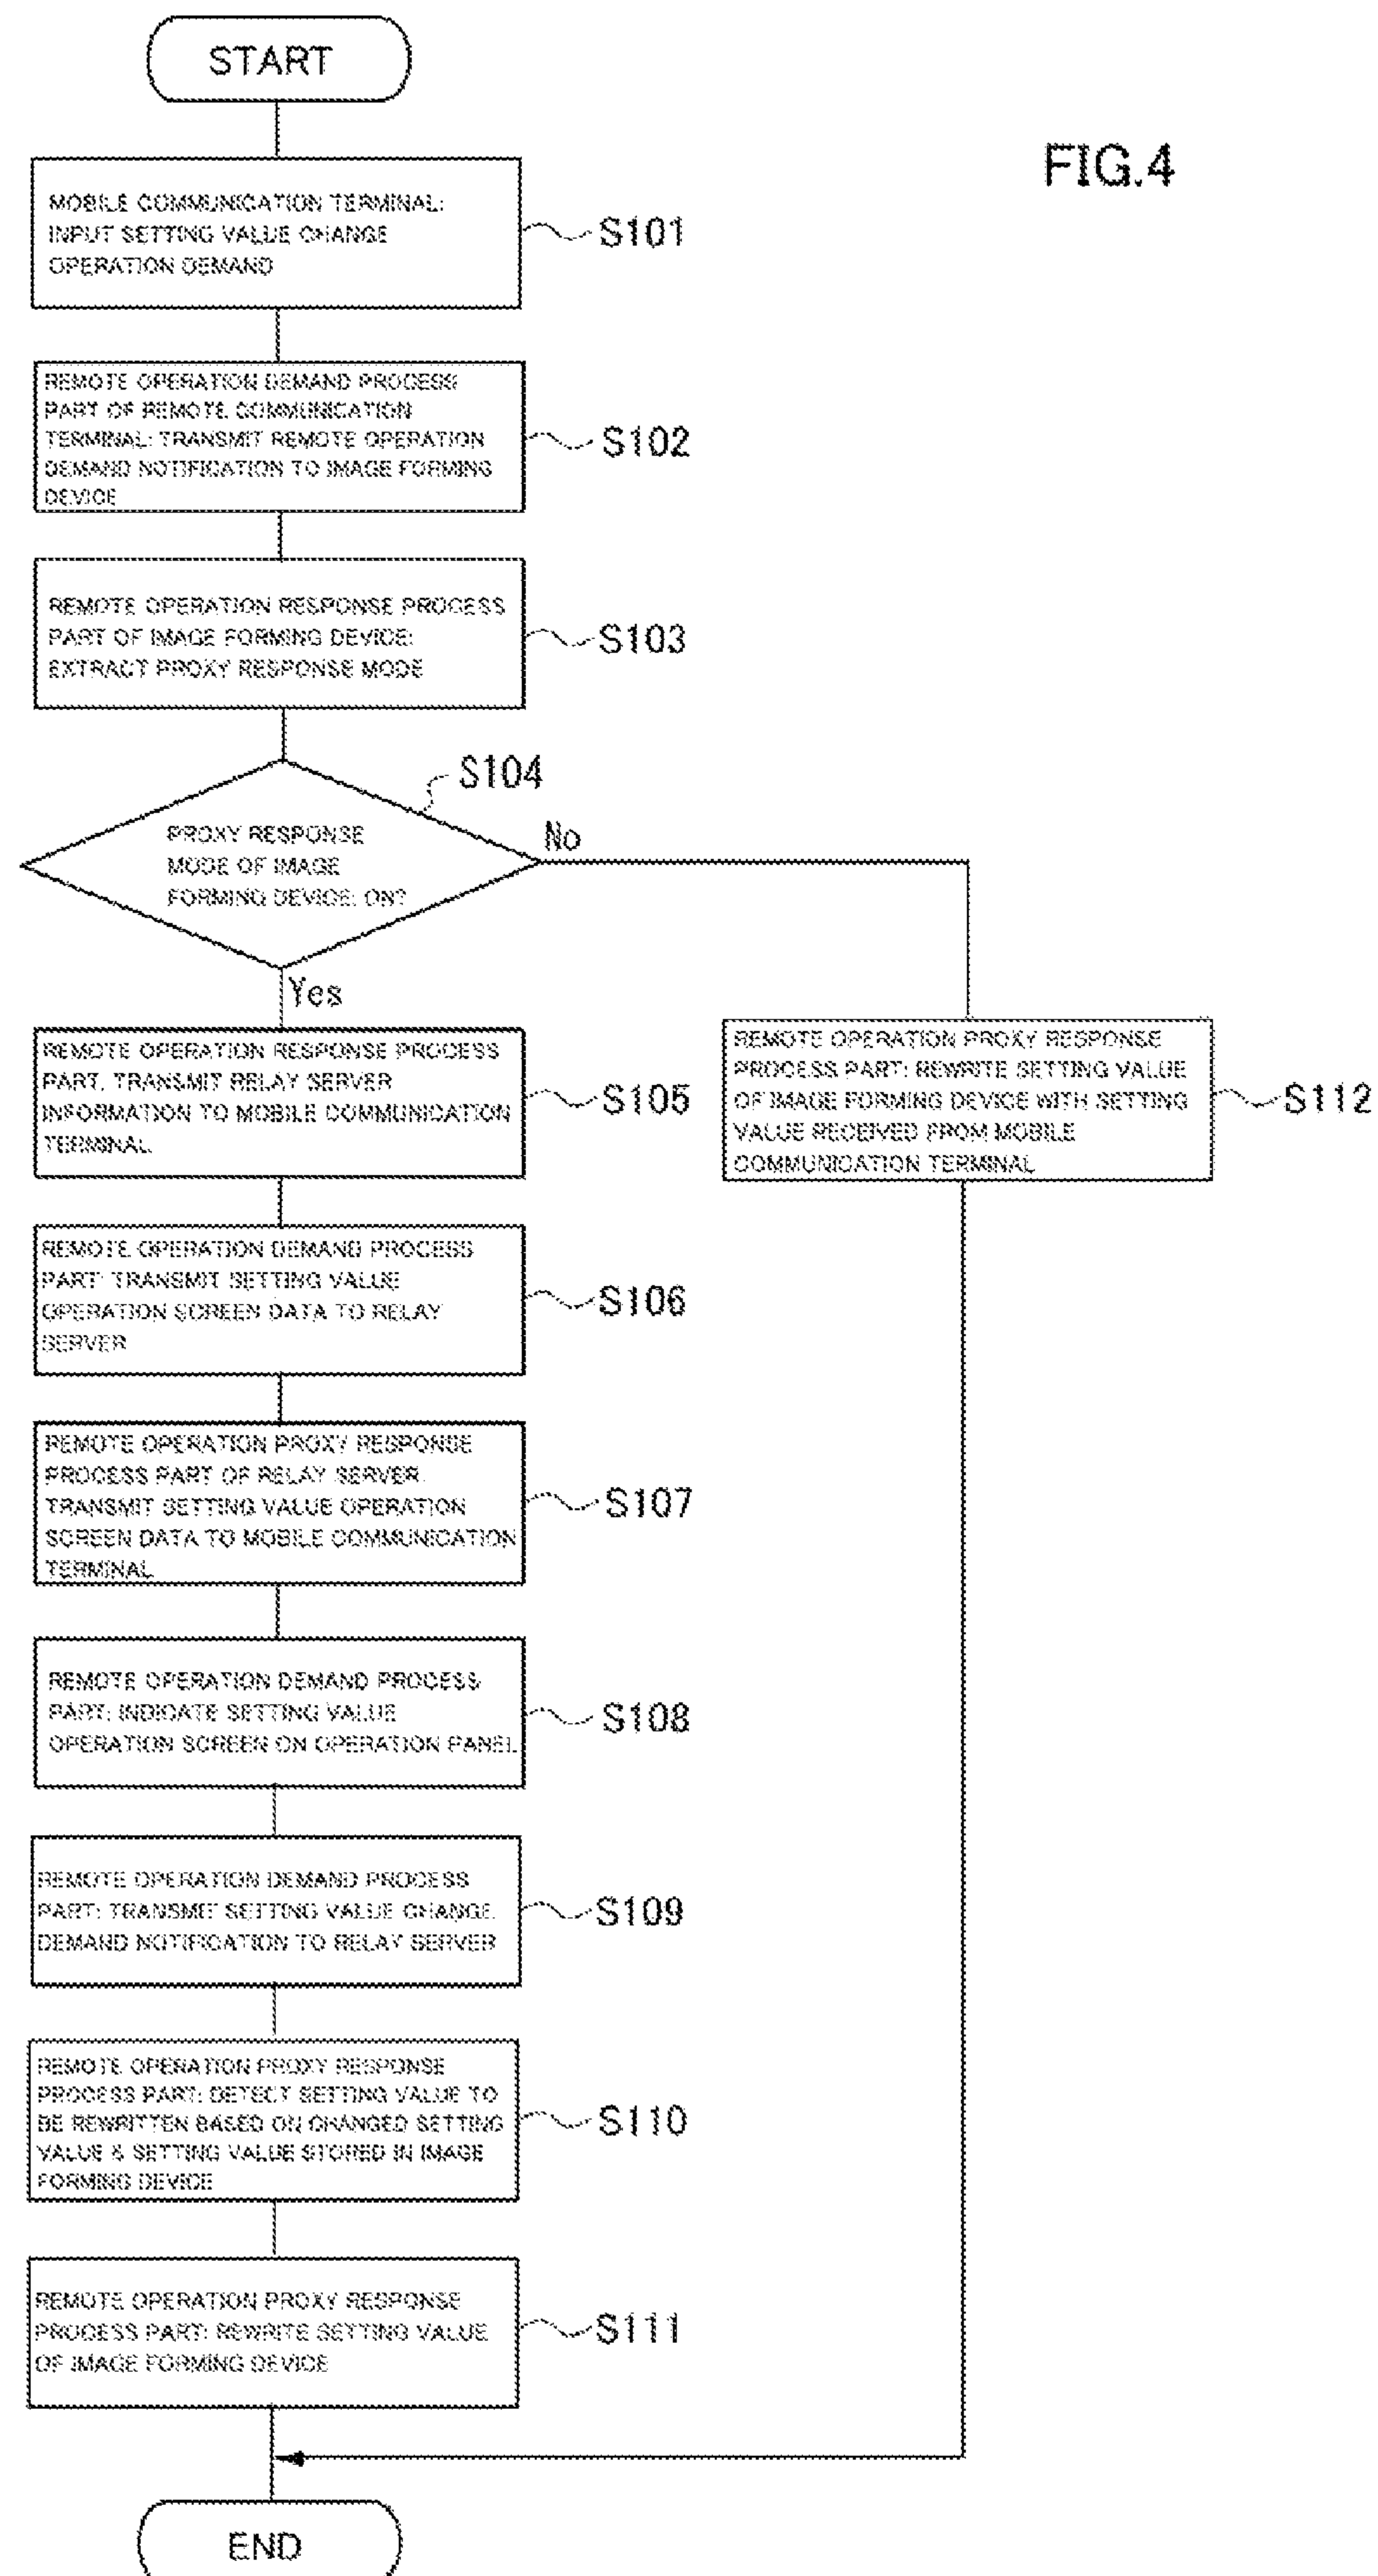 START
FIG.4
MOBILE COMMUNICATION TERMINAL:
INPUT SETTING VALUE CHANGE
OPERATION DEMAND
S101
REMOTE OPERATION DEMAND PROCESS
PART OF REMOTE COMMUNICATION
TERMINAL: TRANSMIT REMOTE OPERATION
DEMAND NOTIFICATION TO IMAGE FORMING
DEVICE
S102
REMOTE OPERATION RESPONSE PROCESS
PART OF IMAGE FORMING DEVICE:
EXTRACT PROXY RESPONSE MODE
S103
S104
PROXY RESPONSE
MODE OF IMAGE
FORMING DEVICE: ON?
No
Yes
REMOTE OPERATION RESPONSE PROCESS
PART: TRANSMIT RELAY SERVER
INFORMATION TO MOBILE COMMUNICATION
TERMINAL
S105
REMOTE OPERATION PROXY RESPONSE
PROCESS PART: REWRITE SETTING VALUE
OF IMAGE FORMING DEVICE WITH SETTING
VALUE RECEIVED FROM MOBILE
COMMUNICATION TERMINAL
S112
REMOTE OPERATION DEMAND PROCESS
PART: TRANSMIT SETTING VALUE
OPERATION SCREEN DATA TO RELAY
SERVER
S106
REMOTE OPERATION PROXY RESPONSE
PROCESS PART OF RELAY SERVER:
TRANSMIT SETTING VALUE OPERATION
SCREEN DATA TO MOBILE COMMUNICATION
TERMINAL
S107
REMOTE OPERATION DEMAND PROCESS
PART: INDICATE SETTING VALUE
OPERATION SCREEN ON OPERATION PANEL
S108
REMOTE OPERATION DEMAND PROCESS
PART: TRANSMIT SETTING VALUE CHANGE
DEMAND NOTIFICATION TO RELAY SERVER
S109
REMOTE OPERATION PROXY RESPONSE
PROCESS PART: DETECT SETTING VALUE TO
BE REWRITTEN BASED ON CHANGED SETTING
VALUE & SETTING VALUE STORED IN IMAGE
FORMING DEVICE
S110
REMOTE OPERATION PROXY RESPONSE
PROCESS PART: REWRITE SETTING VALUE
OF IMAGE FORMING DEVICE
S111
END